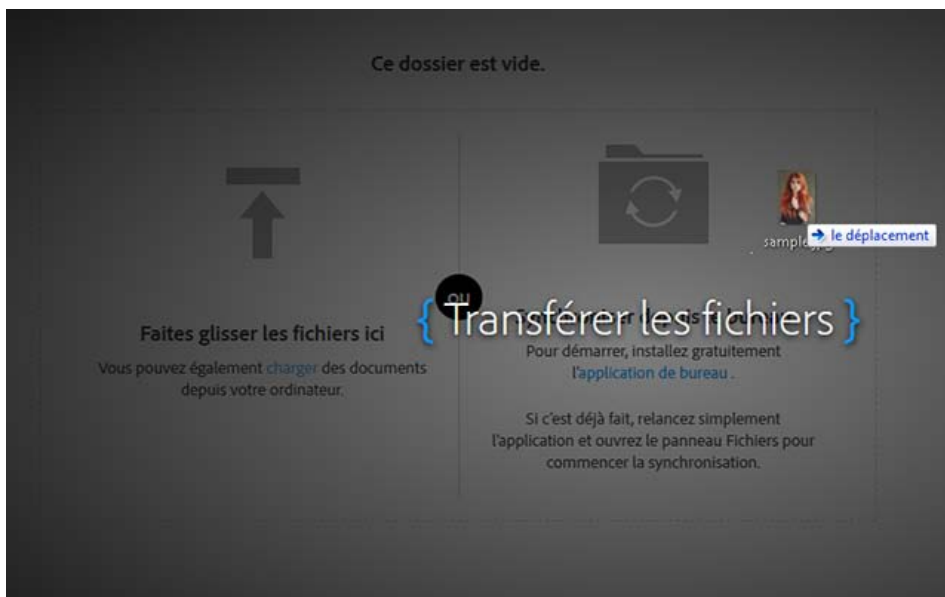 Ce dossier est vide.
sample.jpg
le déplacement
ou
{ Transférer les fichiers }
Faites glisser les fichiers ici
Vous pouvez également charger des documents
depuis votre ordinateur.
Pour démarrer, installez gratuitement
l'application de bureau .
Si c'est déjà fait, relancez simplement
l'application et ouvrez le panneau Fichiers pour
commencer la synchronisation.